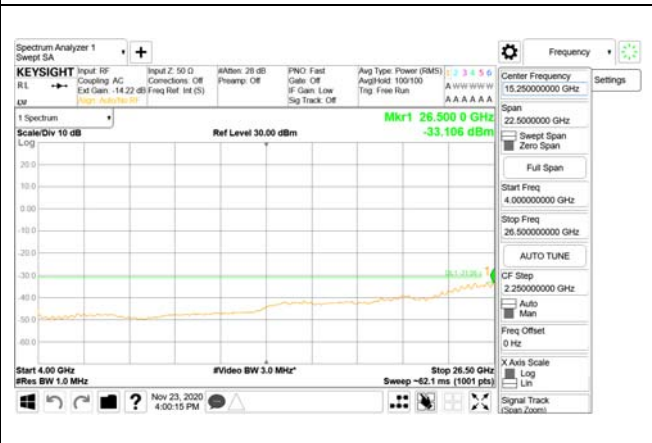 Spectrum Analyzer 1
Swept SA
Frequency
KEYSIGHT
Input: RF
Coupling: AC
Ext Gain: -14.22 dB
Align: Auto/No RF
Input Z: 50 Ω
Corrections: Off
Freq Ref: Int (S)
#Atten: 28 dB
Preamp: Off
PNO: Fast
Gate: Off
IF Gain: Low
Sig Track: Off
Avg Type: Power (RMS)
Avg|Hold: 100/100
Trig: Free Run
1 2 3 4 5 6
A W W W W W
A A A A A A
RL
LXI
1 Spectrum
Scale/Div 10 dB
Ref Level 30.00 dBm
Mkr1 26.500 0 GHz
-33.106 dBm
Log
20.0
10.0
0.00
-10.0
-20.0
-30.0
-40.0
-50.0
-60.0
1
Start 4.00 GHz
#Video BW 3.0 MHz*
Stop 26.50 GHz
#Res BW 1.0 MHz
Sweep ~62.1 ms (1001 pts)
Nov 23, 2020
4:00:15 PM
Center Frequency
15.250000000 GHz
Settings
Span
22.5000000 GHz
Swept Span
Zero Span
Full Span
Start Freq
4.000000000 GHz
Stop Freq
26.500000000 GHz
AUTO TUNE
CF Step
2.250000000 GHz
Auto
Man
Freq Offset
0 Hz
X Axis Scale
Log
Lin
Signal Track
(Span Zoom)